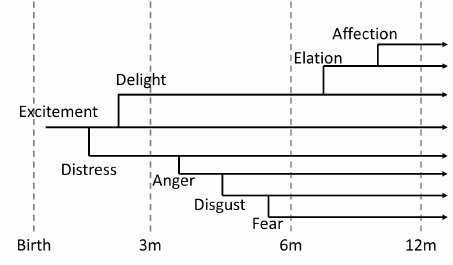 Affection
Elation
Delight
Excitement
Distress
Anger
Disgust
Fear
Birth 3m 6m 12m